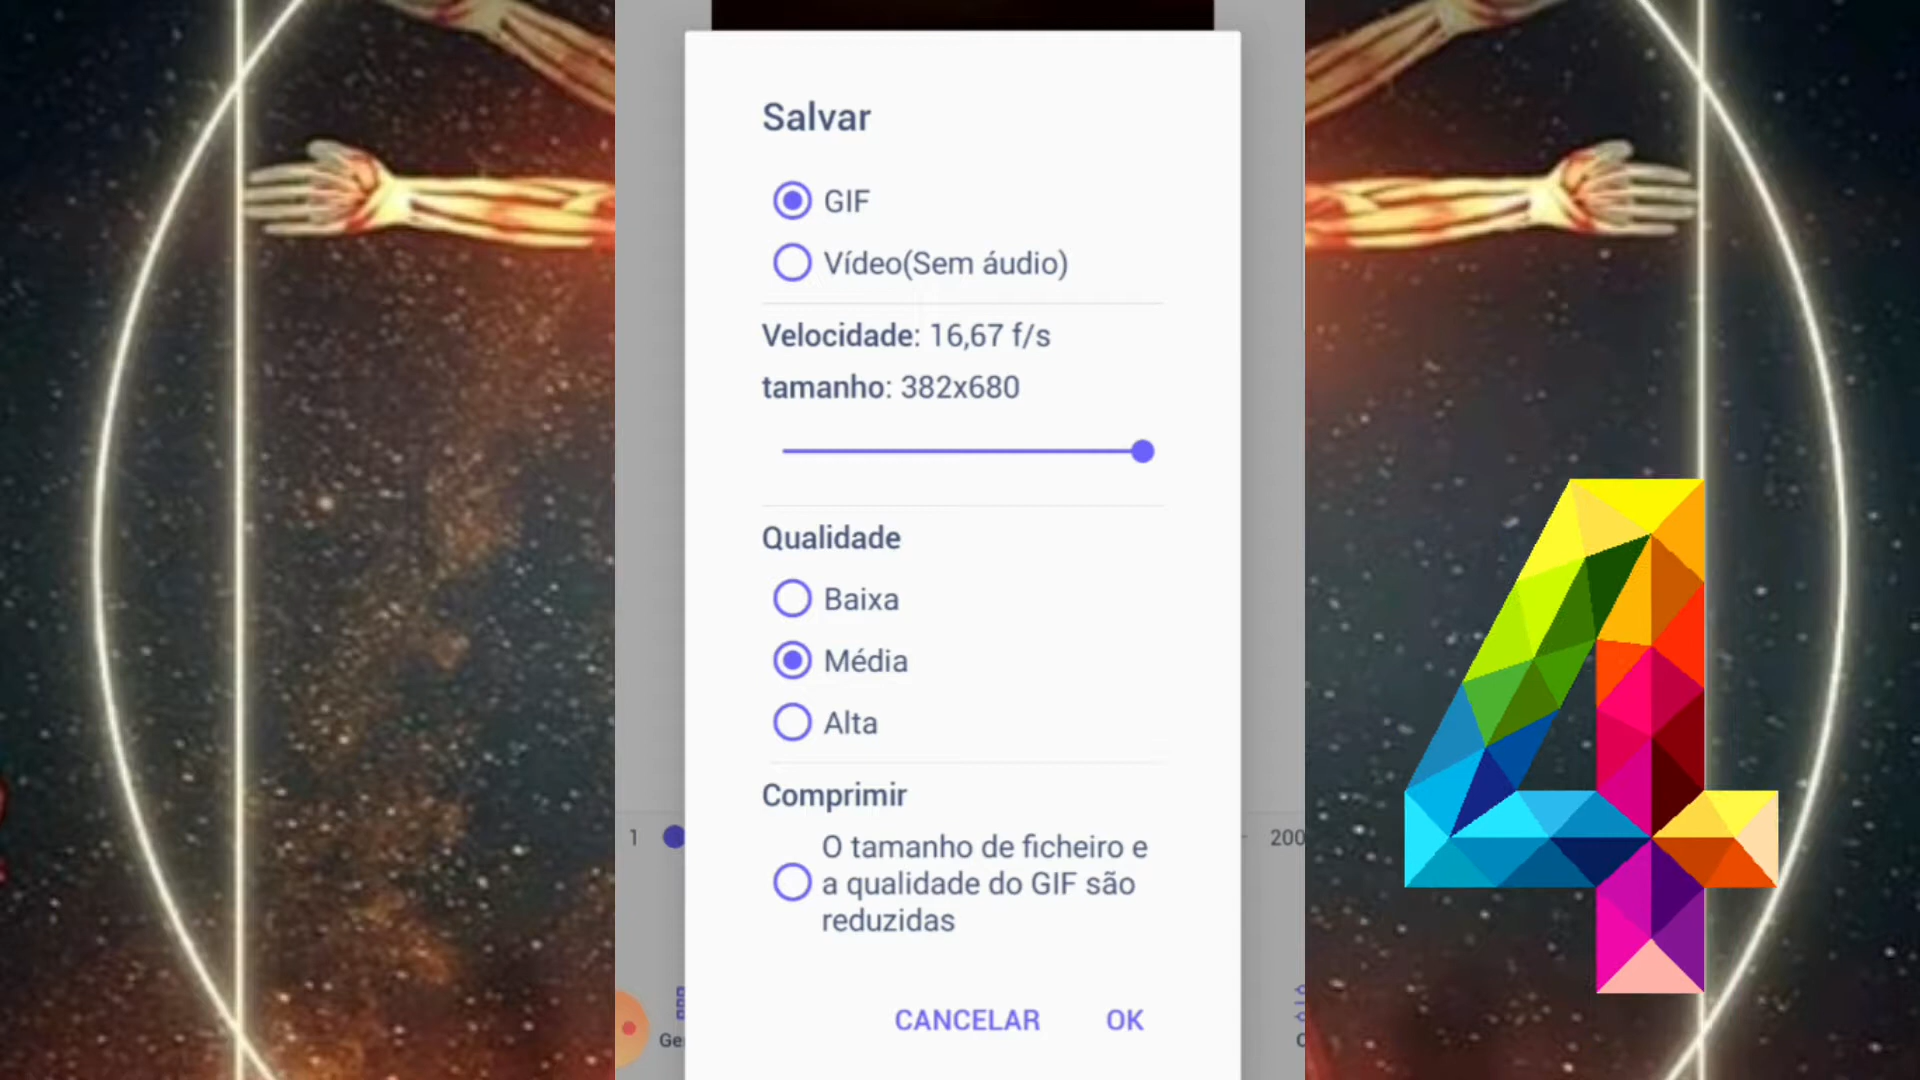 Salvar
GIF
Vídeo(Sem áudio)
Velocidade: 16,67 f/s
tamanho: 382x680
Qualidade
Baixa
Média
Alta
Comprimir
1
O tamanho de ficheiro e
a qualidade do GIF são
reduzidas
200
4
CANCELAR OK
Ge